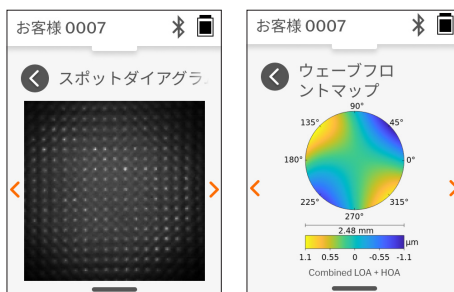 お客様 0007
スポットダイアグラ
お客様 0007
ウェーブフロ
ントマップ
90°
135° 45°
180° 0°
225° 315°
270°
2.48 mm
µm
1.1 0.55 0 -0.55 -1.1
Combined LOA + HOA